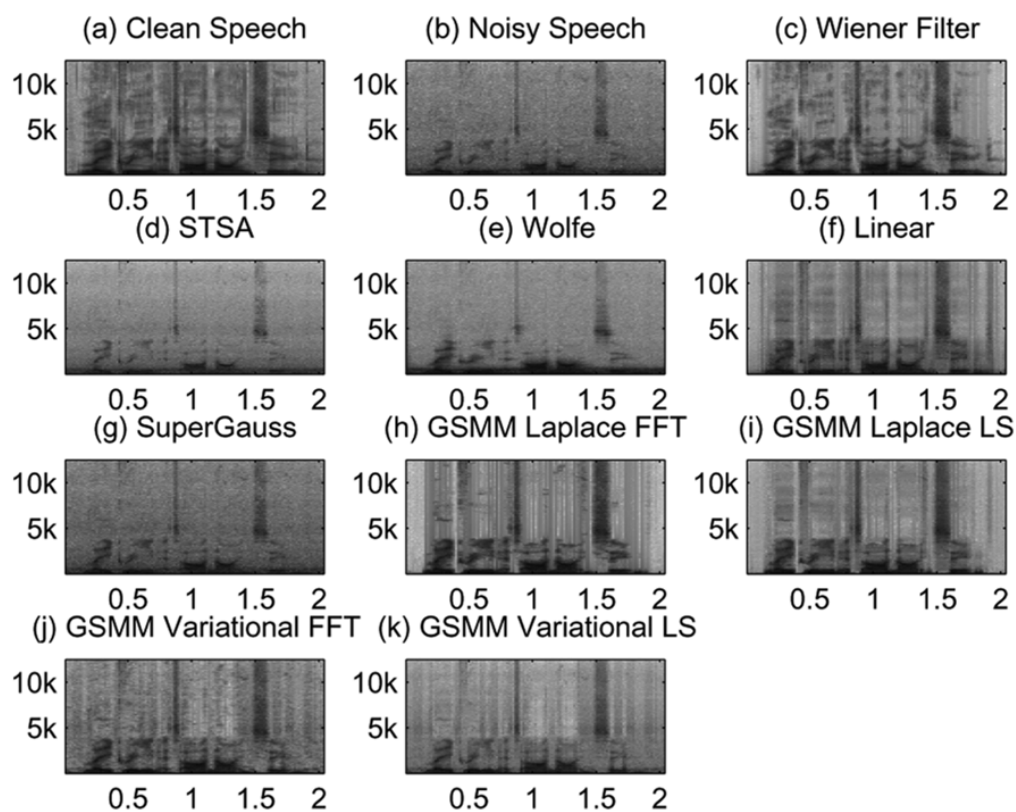 (a) Clean Speech (b) Noisy Speech (c) Wiener Filter
10k 10k 10k
5k 5k 5k
0.5 1 1.5 2 0.5 1 1.5 2 0.5 1 1.5 2
(d) STSA (e) Wolfe (f) Linear
10k 10k 10k
5k 5k 5k
0.5 1 1.5 2 0.5 1 1.5 2 0.5 1 1.5 2
(g) SuperGauss (h) GSMM Laplace FFT (i) GSMM Laplace LS
10k 10k 10k
5k 5k 5k
0.5 1 1.5 2 0.5 1 1.5 2 0.5 1 1.5 2
(j) GSMM Variational FFT (k) GSMM Variational LS
10k 10k
5k 5k
0.5 1 1.5 2 0.5 1 1.5 2